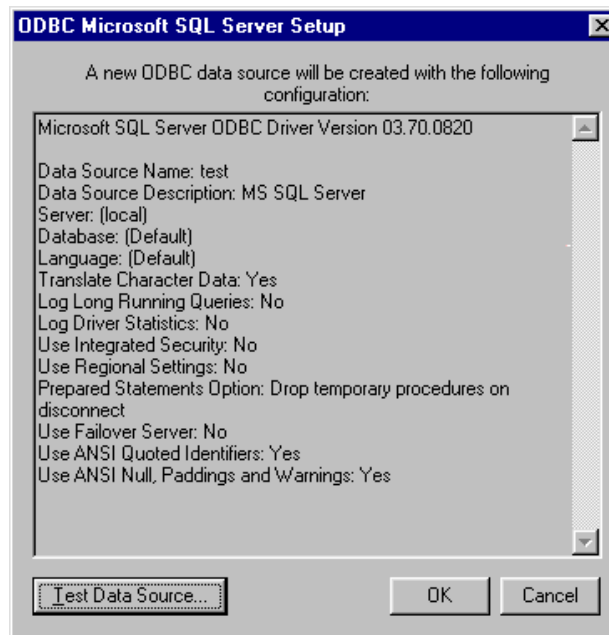 ODBC Microsoft SQL Server Setup
A new ODBC data source will be created with the following
configuration:
Microsoft SQL Server ODBC Driver Version 03.70.0820
Data Source Name: test
Data Source Description: MS SQL Server
Server: (local)
Database: (Default)
Language: (Default)
Translate Character Data: Yes
Log Long Running Queries: No
Log Driver Statistics: No
Use Integrated Security: No
Use Regional Settings: No
Prepared Statements Option: Drop temporary procedures on
disconnect
Use Failover Server: No
Use ANSI Quoted Identifiers: Yes
Use ANSI Null, Paddings and Warnings: Yes
Test Data Source... OK Cancel